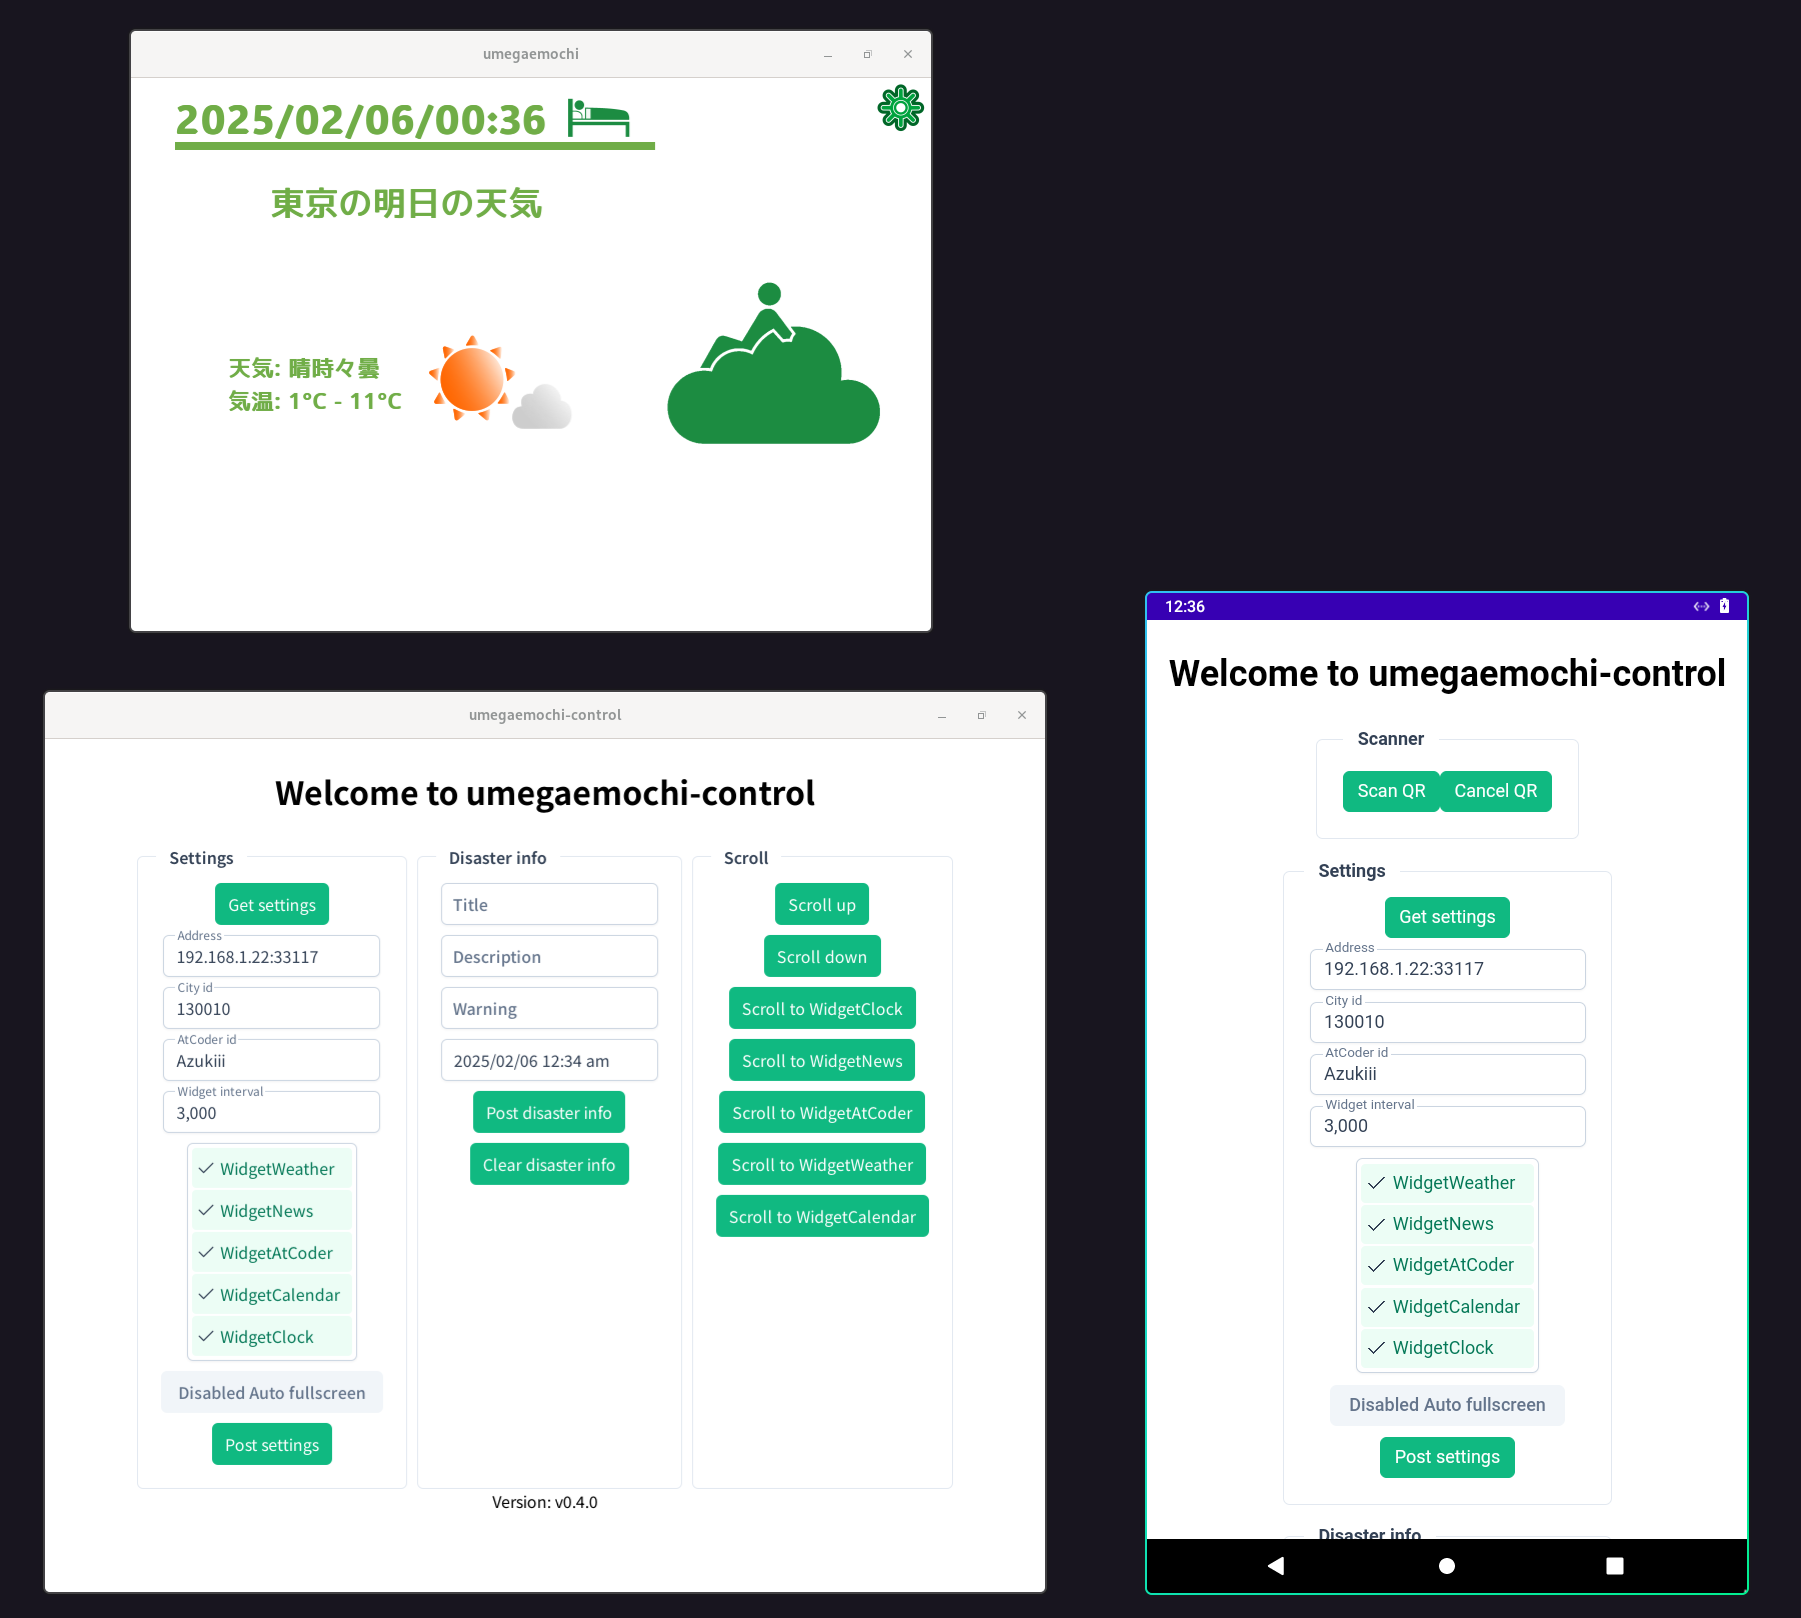 umegaemochi
2025/02/06/00:36
東京の明日の天気
天気: 晴時々曇
気温: 1°C - 11°C
umegaemochi-control
Welcome to umegaemochi-control
Settings
Get settings
Address
192.168.1.22:33117
City id
130010
AtCoder id
Azukiii
Widget interval
3,000
WidgetWeather
WidgetNews
WidgetAtCoder
WidgetCalendar
WidgetClock
Disabled Auto fullscreen
Post settings
Disaster info
Title
Description
Warning
2025/02/06 12:34 am
Post disaster info
Clear disaster info
Scroll
Scroll up
Scroll down
Scroll to WidgetClock
Scroll to WidgetNews
Scroll to WidgetAtCoder
Scroll to WidgetWeather
Scroll to WidgetCalendar
Version: v0.4.0
12:36
Welcome to umegaemochi-control
Scanner
Scan QR Cancel QR
Settings
Get settings
Address
192.168.1.22:33117
City id
130010
AtCoder id
Azukiii
Widget interval
3,000
WidgetWeather
WidgetNews
WidgetAtCoder
WidgetCalendar
WidgetClock
Disabled Auto fullscreen
Post settings
Disaster info